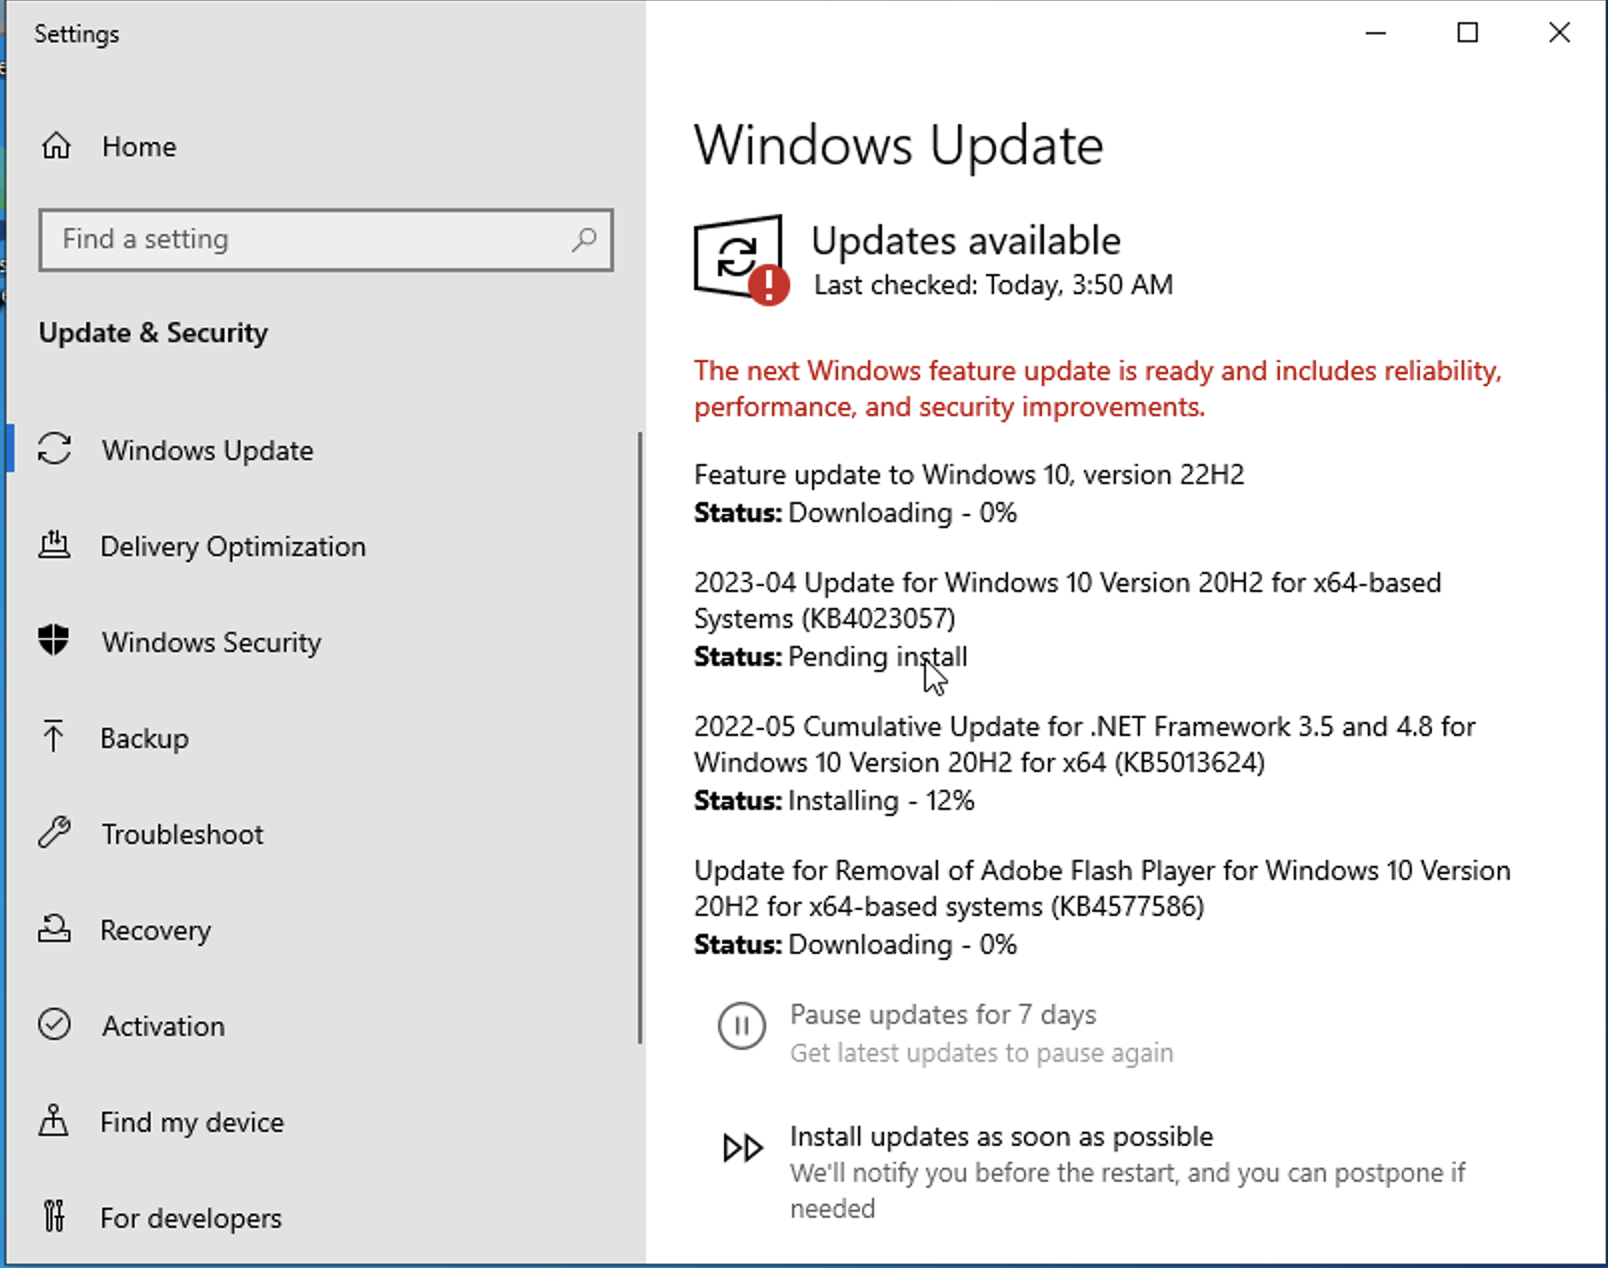 Settings
Home
Find a setting
Update & Security
Windows Update
Delivery Optimization
Windows Security
Backup
Troubleshoot
Recovery
Activation
Find my device
For developers
Windows Update
Updates available
Last checked: Today, 3:50 AM
The next Windows feature update is ready and includes reliability,
performance, and security improvements.
Feature update to Windows 10, version 22H2
Status: Downloading - 0%
2023-04 Update for Windows 10 Version 20H2 for x64-based
Systems (KB4023057)
Status: Pending install
2022-05 Cumulative Update for .NET Framework 3.5 and 4.8 for
Windows 10 Version 20H2 for x64 (KB5013624)
Status: Installing - 12%
Update for Removal of Adobe Flash Player for Windows 10 Version
20H2 for x64-based systems (KB4577586)
Status: Downloading - 0%
Pause updates for 7 days
Get latest updates to pause again
Install updates as soon as possible
We'll notify you before the restart, and you can postpone if
needed